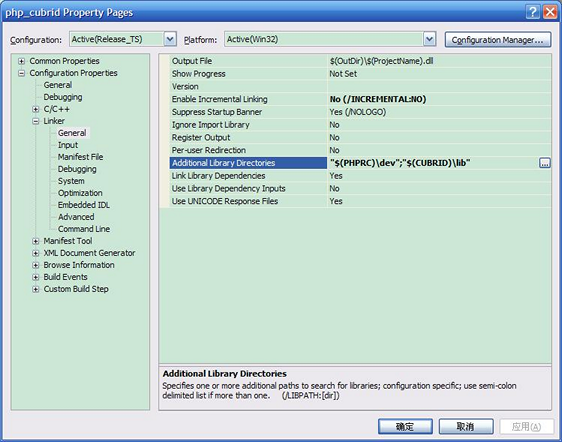 php_cubrid Property Pages
Configuration: Active(Release_TS) Platform: Active(Win32) Configuration Manager...
Common Properties
Configuration Properties
General
Debugging
C/C++
Linker
General
Input
Manifest File
Debugging
System
Optimization
Embedded IDL
Advanced
Command Line
Manifest Tool
XML Document Generator
Browse Information
Build Events
Custom Build Step
Output File $(OutDir)\$(ProjectName).dll
Show Progress Not Set
Version
Enable Incremental Linking No (/INCREMENTAL:NO)
Suppress Startup Banner Yes (/NOLOGO)
Ignore Import Library No
Register Output No
Per-user Redirection No
Additional Library Directories "$(PHPRC)\dev";"$(CUBRID)\lib" ...
Link Library Dependencies Yes
Use Library Dependency Inputs No
Use UNICODE Response Files Yes
Additional Library Directories
Specifies one or more additional paths to search for libraries; configuration specific; use semi-colon
delimited list if more than one. (/LIBPATH:[dir])
确定 取消 应用(A)